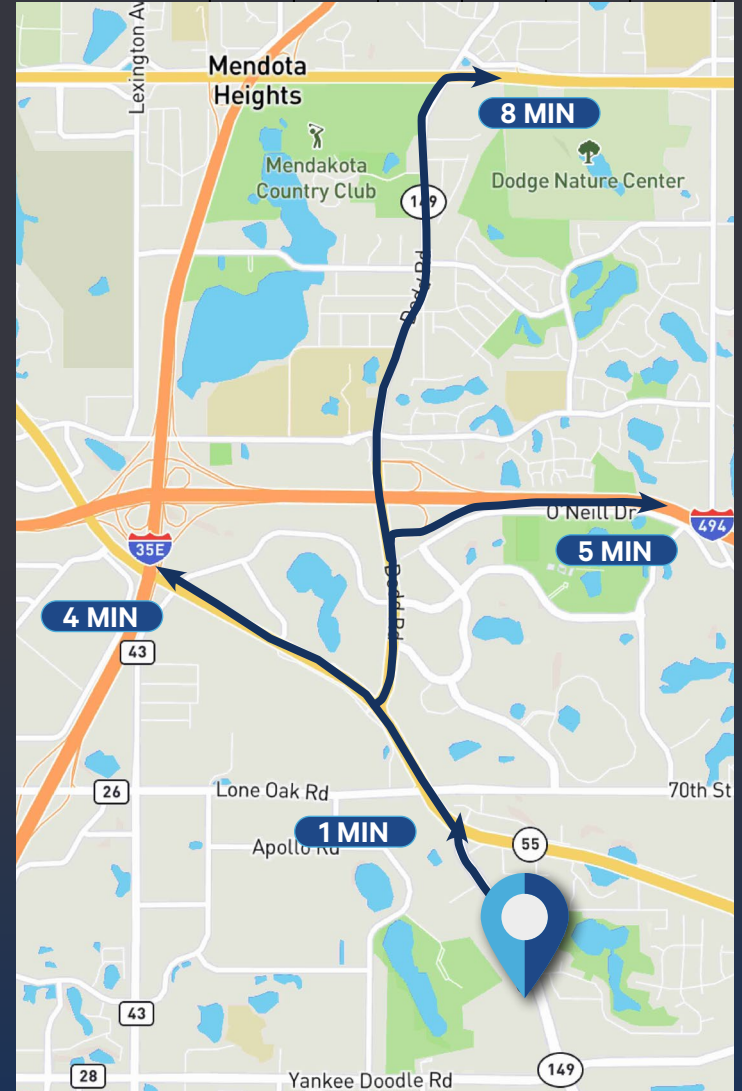 Lexington Av
Mendota
Heights
8 MIN
Mendakota
Country Club
Dodge Nature Center
149
Dodd Rd
O'Neill Dr
494
35E
5 MIN
Dodd Rd
4 MIN
43
26
Lone Oak Rd
70th St
1 MIN
Apollo Rd
55
43
149
28
Yankee Doodle Rd